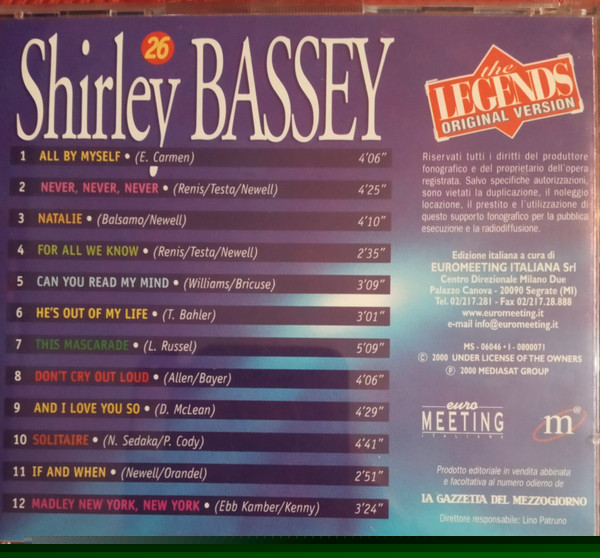 26
Shirley BASSEY
1 ALL BY MYSELF • (E. Carmen) 4'06"
2 NEVER, NEVER, NEVER • (Renis/Testa/Newell) 4'25"
3 NATALIE • (Balsamo/Newell) 4'10"
4 FOR ALL WE KNOW • (Renis/Testa/Newell) 2'35"
5 CAN YOU READ MY MIND • (Williams/Bricuse) 3'09"
6 HE'S OUT OF MY LIFE • (T. Bahler) 3'01"
7 THIS MASCARADE • (L. Russel) 5'09"
8 DON'T CRY OUT LOUD • (Allen/Bayer) 4'06"
9 AND I LOVE YOU SO • (D. McLean) 4'29"
10 SOLITAIRE • (N. Sedaka/P. Cody) 4'41"
11 IF AND WHEN • (Newell/Orandel) 2'51"
12 MADLEY NEW YORK, NEW YORK • (Ebb Kamber/Kenny) 3'24"
the
LEGENDS
ORIGINAL VERSION
Riservati tutti i diritti del produttore
fonografico e del proprietario dell'opera
registrata. Salvo specifiche autorizzazioni,
sono vietati la duplicazione, il noleggio
locazione, il prestito e l'utilizzazione di
questo supporto fonografico per la pubblica
esecuzione e la radiodiffusione.
Edizione italiana a cura di
EUROMEETING ITALIANA Srl
Centro Direzionale Milano Due
Palazzo Canova - 20090 Segrate (MI)
Tel. 02/217.281 - Fax 02/217.28.888
www.euromeeting.it
e-mail info@euromeeting.it
MS - 06046 • I - 0800071
© 2000 UNDER LICENSE OF THE OWNERS
℗ 2000 MEDIASAT GROUP
euro
MEETING
ITALIANA
m®
Prodotto editoriale in vendita abbinata
e facoltativa al numero odierno de
LA GAZZETTA DEL MEZZOGIORNO
Direttore responsabile: Lino Patruno